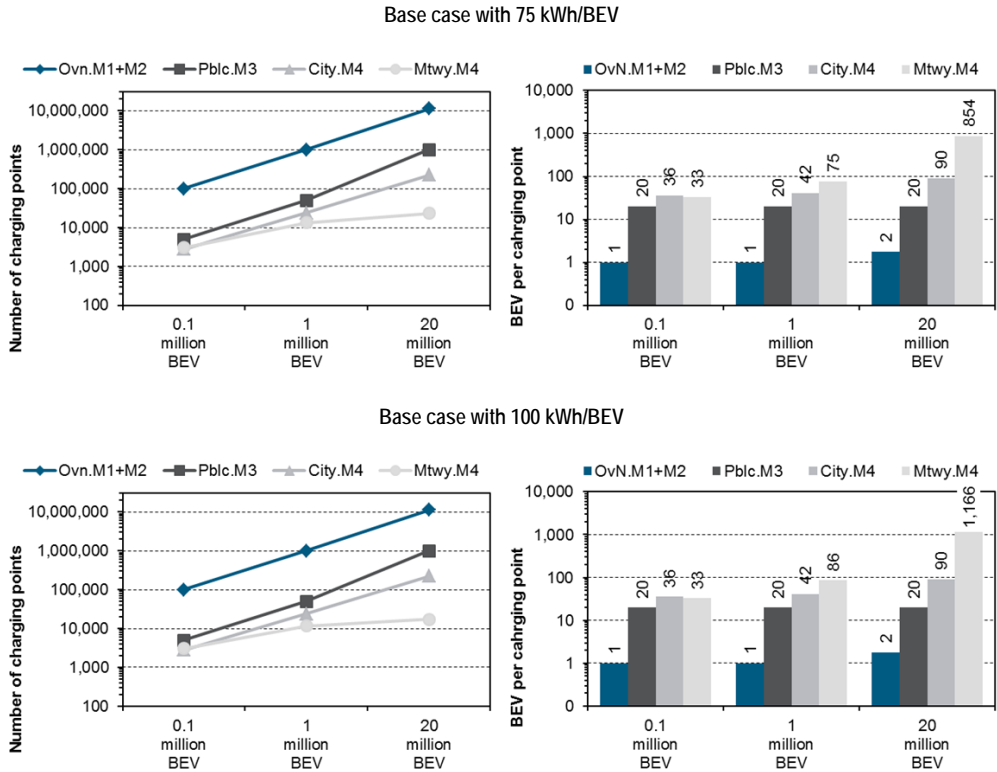 Base case with 75 kWh/BEV
Ovn.M1+M2 Pblc.M3 City.M4 Mtwy.M4
Number of charging points
10,000,000
1,000,000
100,000
10,000
1,000
100
0.1 1 20
million million million
BEV BEV BEV
OvN.M1+M2 Pblc.M3 City.M4 Mtwy.M4
BEV per cahrging point
10,000
1,000
100
10
1
0
1 20 36 33
1 20 42 75
2 20 90 854
0.1 1 20
million million million
BEV BEV BEV
Base case with 100 kWh/BEV
Ovn.M1+M2 Pblc.M3 City.M4 Mtwy.M4
Number of charging points
10,000,000
1,000,000
100,000
10,000
1,000
100
0.1 1 20
million million million
BEV BEV BEV
OvN.M1+M2 Pblc.M3 City.M4 Mtwy.M4
BEV per cahrging point
10,000
1,000
100
10
1
0
1 20 36 33
1 20 42 86
2 20 90 1,166
0.1 1 20
million million million
BEV BEV BEV